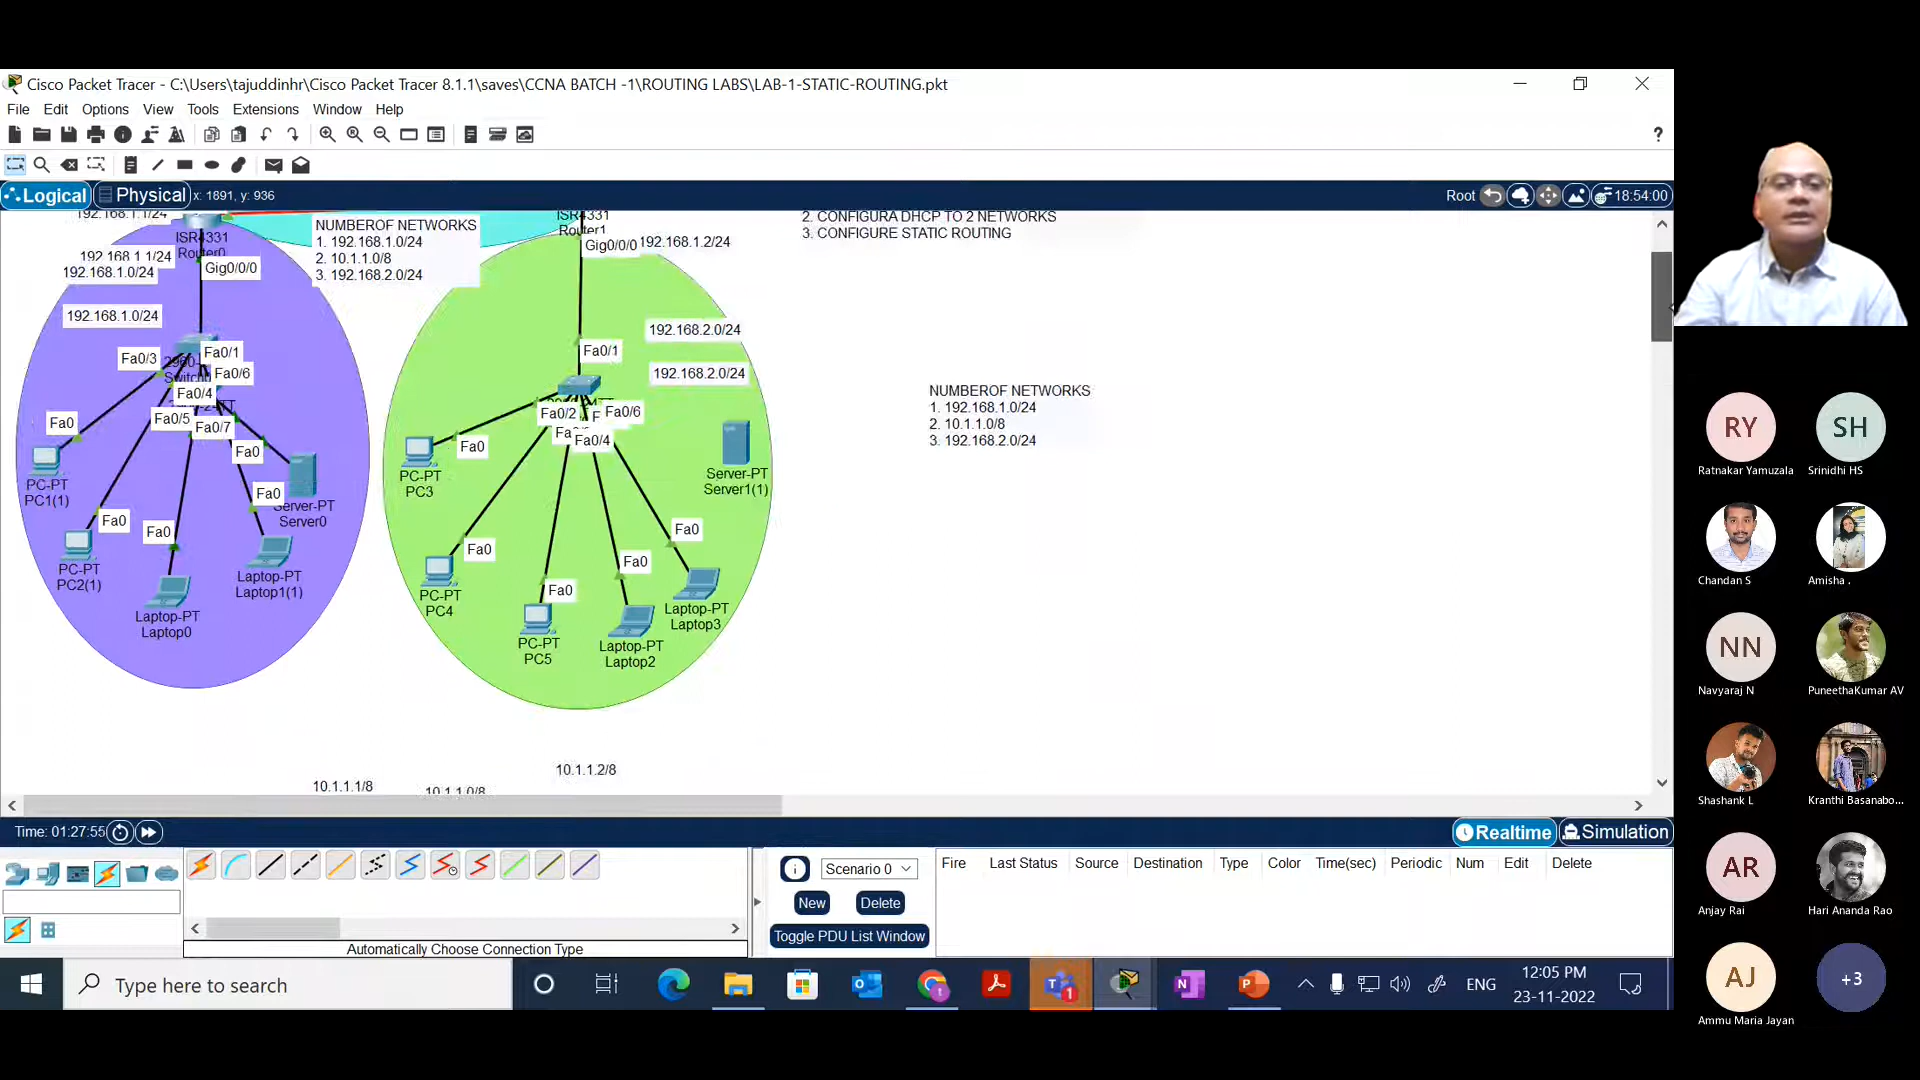 Cisco Packet Tracer - C:\Users\tajuddinhr\Cisco Packet Tracer 8.1.1\saves\CCNA BATCH -1\ROUTING LABS\LAB-1-STATIC-ROUTING.pkt
File Edit Options View Tools Extensions Window Help
?
Logical Physical x: 1891, y: 936
Root 18:54:00
192.168.1.1/24
ISR4331
Router0
192.168.1.1/24
192.168.1.0/24
Gig0/0/0
192.168.1.0/24
NUMBEROF NETWORKS
1. 192.168.1.0/24
2. 10.1.1.0/8
3. 192.168.2.0/24
ISR4331
Router1
Gig0/0/0
192.168.1.2/24
2. CONFIGURA DHCP TO 2 NETWORKS
3. CONFIGURE STATIC ROUTING
Fa0/3
Fa0/1
Fa0/6
Switch0
Fa0/4
Fa0/5
Fa0/7
Fa0
Fa0
Fa0
Fa0
Fa0
PC-PT
PC1(1)
PC-PT
PC2(1)
Laptop-PT
Laptop0
Laptop-PT
Laptop1(1)
Server-PT
Server0
192.168.2.0/24
192.168.2.0/24
Fa0/1
Fa0/2
Fa0/6
Fa0/4
Fa0
Fa0
Fa0
Fa0
Fa0
PC-PT
PC3
PC-PT
PC4
PC-PT
PC5
Laptop-PT
Laptop2
Laptop-PT
Laptop3
Server-PT
Server1(1)
NUMBEROF NETWORKS
1. 192.168.1.0/24
2. 10.1.1.0/8
3. 192.168.2.0/24
10.1.1.1/8
10.1.1.0/8
10.1.1.2/8
Time: 01:27:55
Realtime Simulation
Scenario 0
New Delete
Toggle PDU List Window
Fire Last Status Source Destination Type Color Time(sec) Periodic Num Edit Delete
Automatically Choose Connection Type
Type here to search
ENG
12:05 PM
23-11-2022
RY
Ratnakar Yamuzala
SH
Srinidhi HS
Chandan S
Amisha .
NN
Navyaraj N
PuneethaKumar AV
Shashank L
Kranthi Basanabo...
AR
Anjay Rai
Hari Ananda Rao
AJ
Ammu Maria Jayan
+3